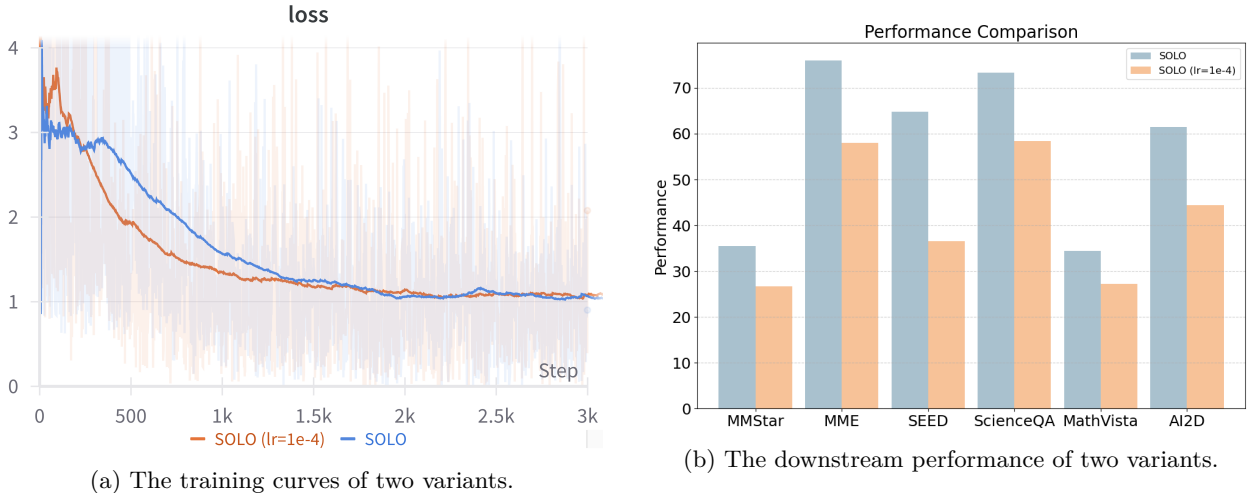 loss
4
3
2
1
0
Step
0 500 1k 1.5k 2k 2.5k 3k
SOLO (lr=1e-4) SOLO
(a) The training curves of two variants.
Performance Comparison
SOLO
SOLO (lr=1e-4)
Performance
70
60
50
40
30
20
10
0
MMStar MME SEED ScienceQA MathVista AI2D
(b) The downstream performance of two variants.